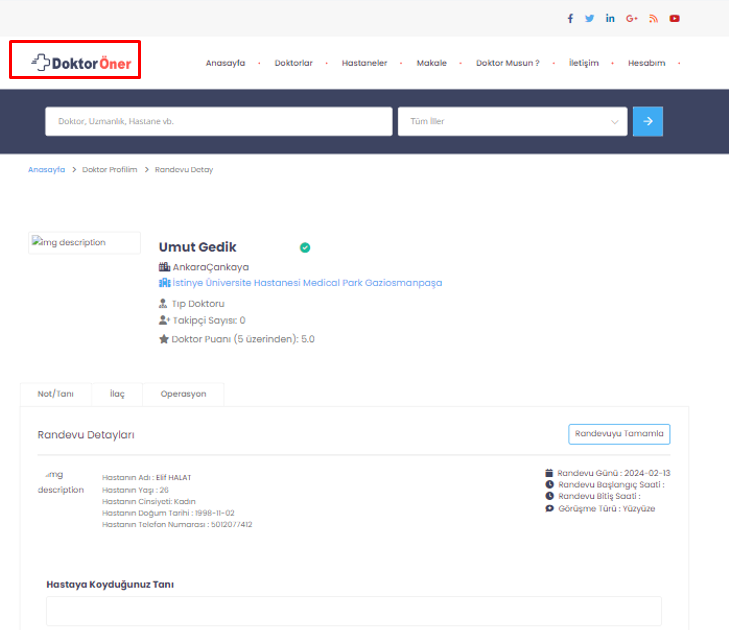 DoktorÖner
Anasayfa • Doktorlar • Hastaneler • Makale • Doktor Musun ? • İletişim • Hesabım •
Doktor, Uzmanlık, Hastane vb.
Tüm İller
Anasayfa > Doktor Profilim > Randevu Detay
img description
Umut Gedik
AnkaraÇankaya
İstinye Üniversite Hastanesi Medical Park Gaziosmanpaşa
Tıp Doktoru
Takipçi Sayısı: 0
Doktor Puanı (5 üzerinden): 5.0
Not/Tanı
İlaç
Operasyon
Randevu Detayları
Randevuyu Tamamla
img
description
Hastanın Adı : Elif HALAT
Hastanın Yaşı : 26
Hastanın Cinsiyeti: Kadın
Hastanın Doğum Tarihi : 1998-11-02
Hastanın Telefon Numarası : 5012077412
Randevu Günü : 2024-02-13
Randevu Başlangıç Saati :
Randevu Bitiş Saati :
Görüşme Türü : Yüzyüze
Hastaya Koyduğunuz Tanı